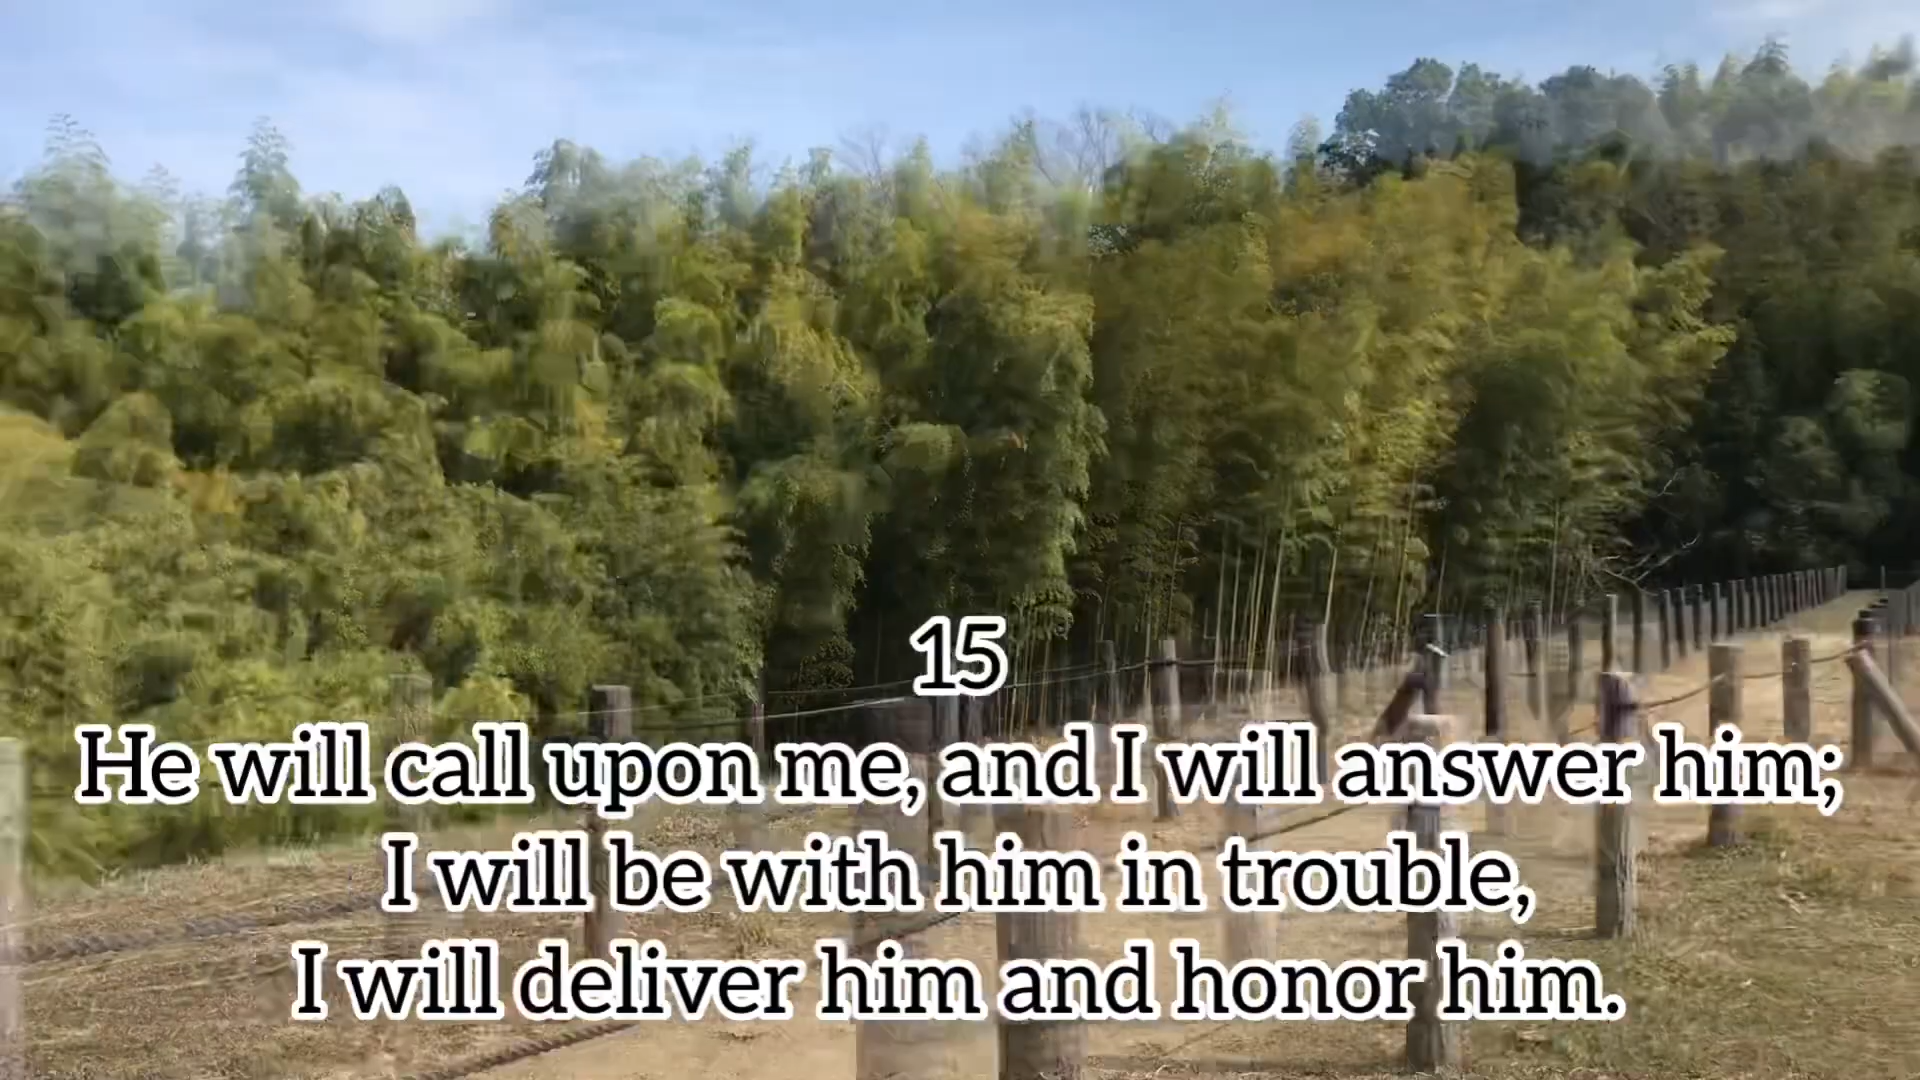 15
He will call upon me, and I will answer him;
I will be with him in trouble,
I will deliver him and honor him.